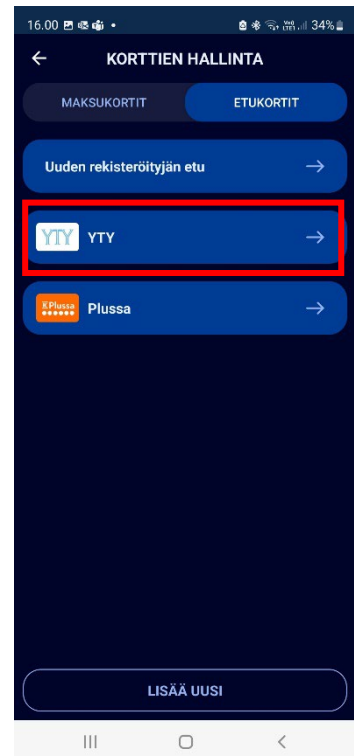 16.00 34%
KORTTIEN HALLINTA
MAKSUKORTIT ETUKORTIT
Uuden rekisteröityjän etu
YTY YTY
K Plussa Plussa
LISÄÄ UUSI